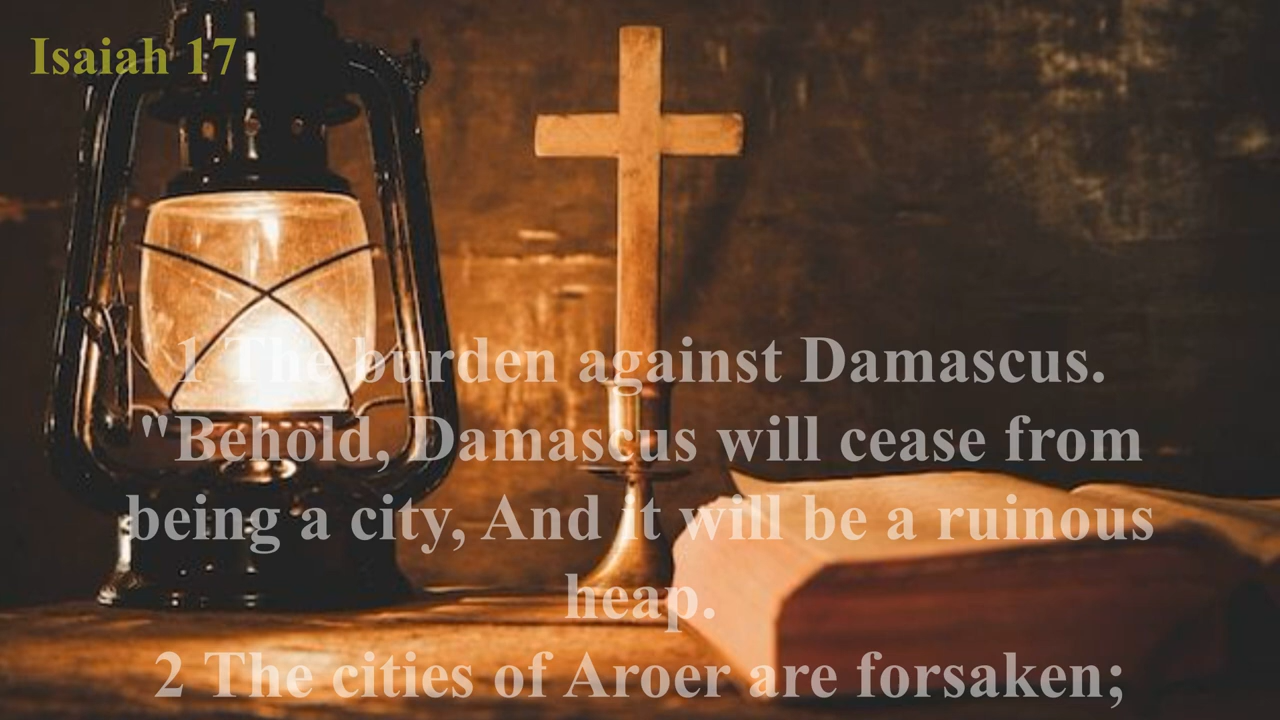 Isaiah 17
1 The burden against Damascus.
"Behold, Damascus will cease from
being a city, And it will be a ruinous
heap.
2 The cities of Aroer are forsaken;